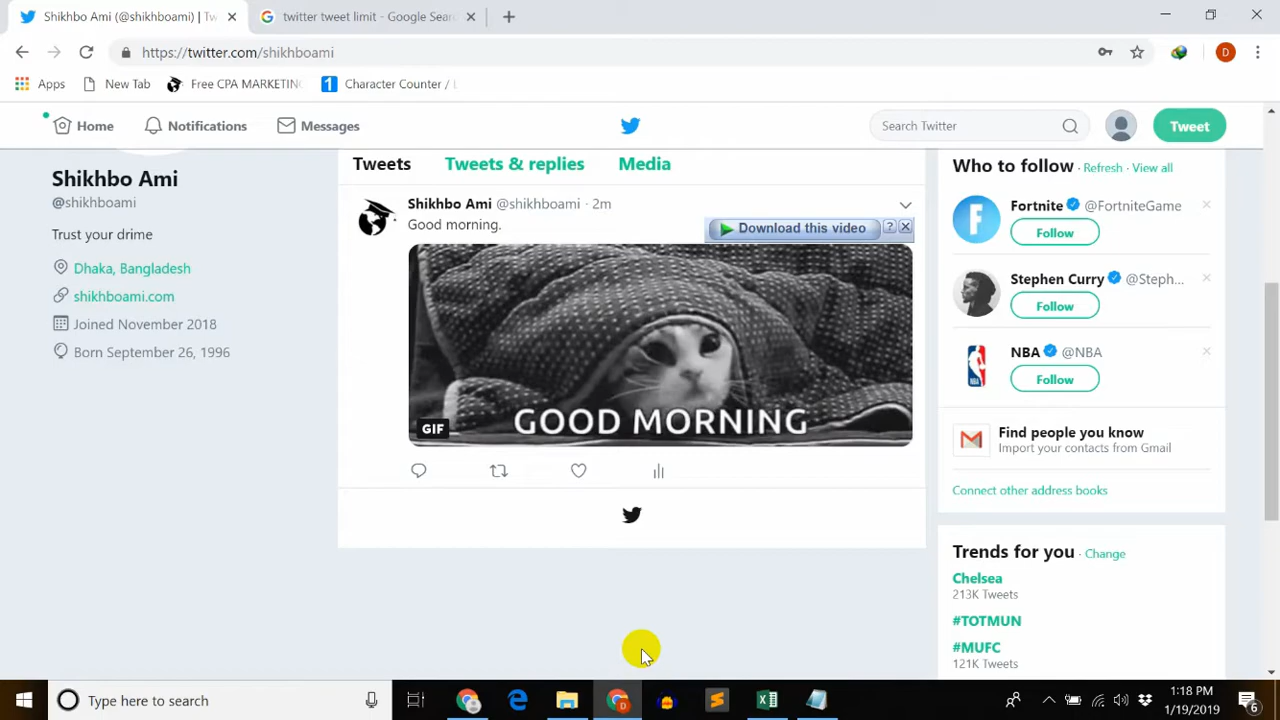 Shikhbo Ami (@shikhboami) | Tw
twitter tweet limit - Google Sear
https://twitter.com/shikhboami
D
Apps
New Tab
Free CPA MARKETING
1
Character Counter / L
Home
Notifications
Messages
Search Twitter
Tweet
Shikhbo Ami
@shikhboami
Trust your drime
Dhaka, Bangladesh
shikhboami.com
Joined November 2018
Born September 26, 1996
Tweets
Tweets & replies
Media
Shikhbo Ami @shikhboami · 2m
Good morning.
Download this video
?
GOOD MORNING
GIF
Who to follow · Refresh · View all
Fortnite @FortniteGame
Follow
Stephen Curry @Steph...
Follow
NBA @NBA
Follow
Find people you know
Import your contacts from Gmail
Connect other address books
Trends for you · Change
Chelsea
213K Tweets
#TOTMUN
#MUFC
121K Tweets
Type here to search
D
1:18 PM
1/19/2019
6